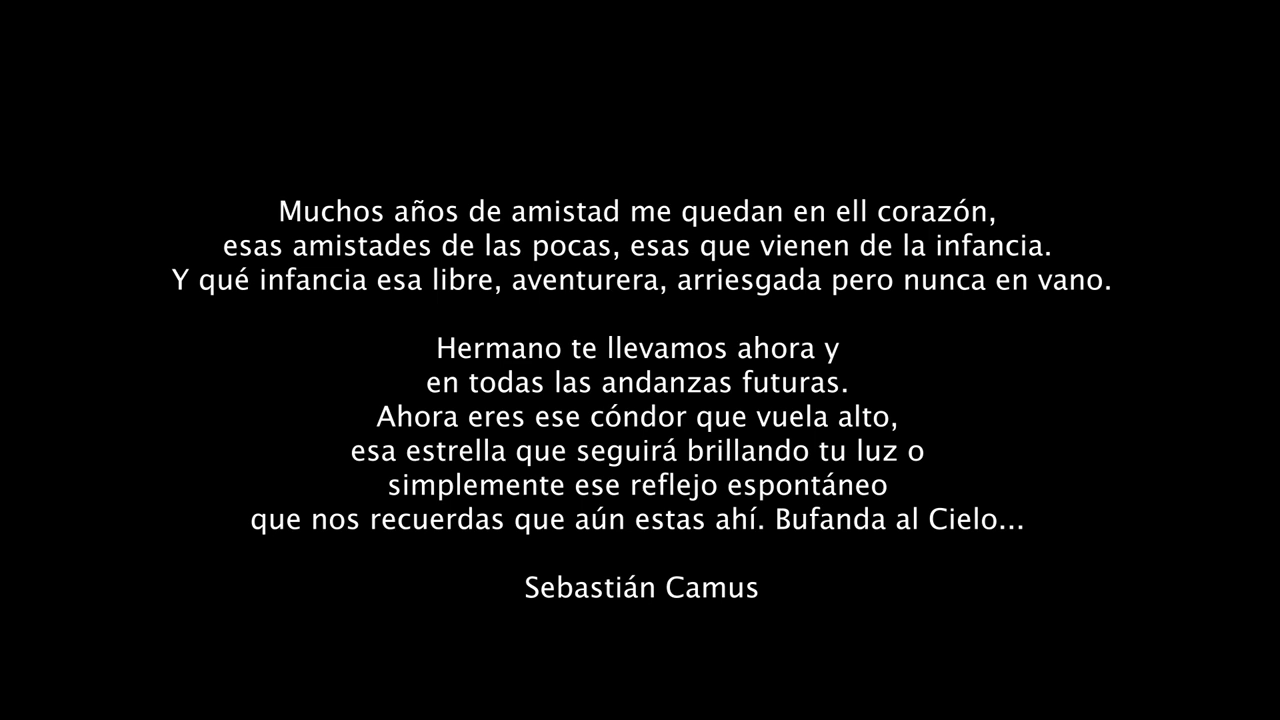 Muchos años de amistad me quedan en ell corazón,
esas amistades de las pocas, esas que vienen de la infancia.
Y qué infancia esa libre, aventurera, arriesgada pero nunca en vano.
Hermano te llevamos ahora y
en todas las andanzas futuras.
Ahora eres ese cóndor que vuela alto,
esa estrella que seguirá brillando tu luz o
simplemente ese reflejo espontáneo
que nos recuerdas que aún estas ahí. Bufanda al Cielo...
Sebastián Camus